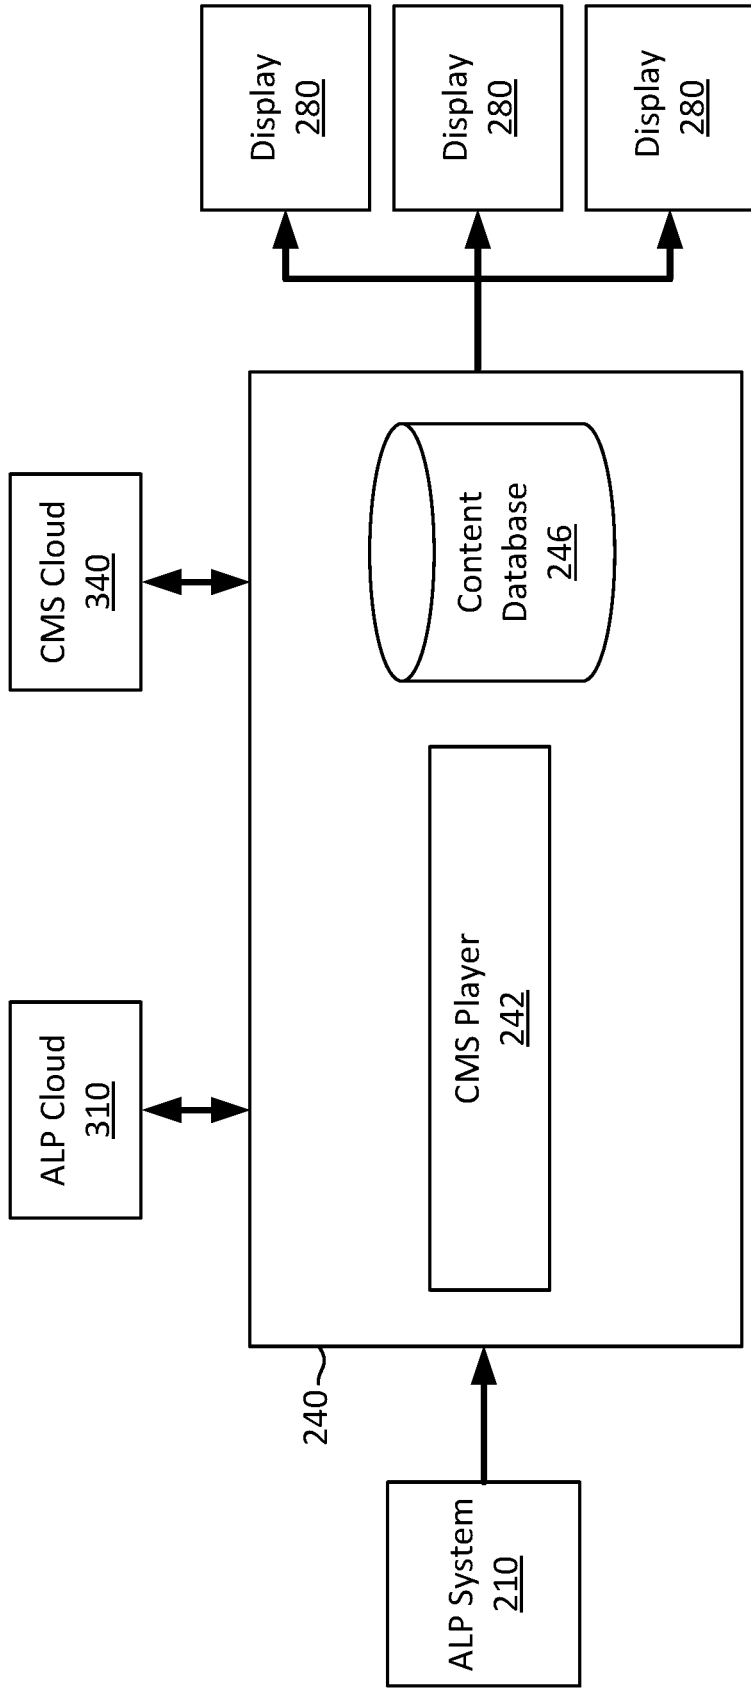 ALP Cloud
310
CMS Cloud
340
ALP System
210
240
CMS Player
242
Content
Database
246
Display
280
Display
280
Display
280